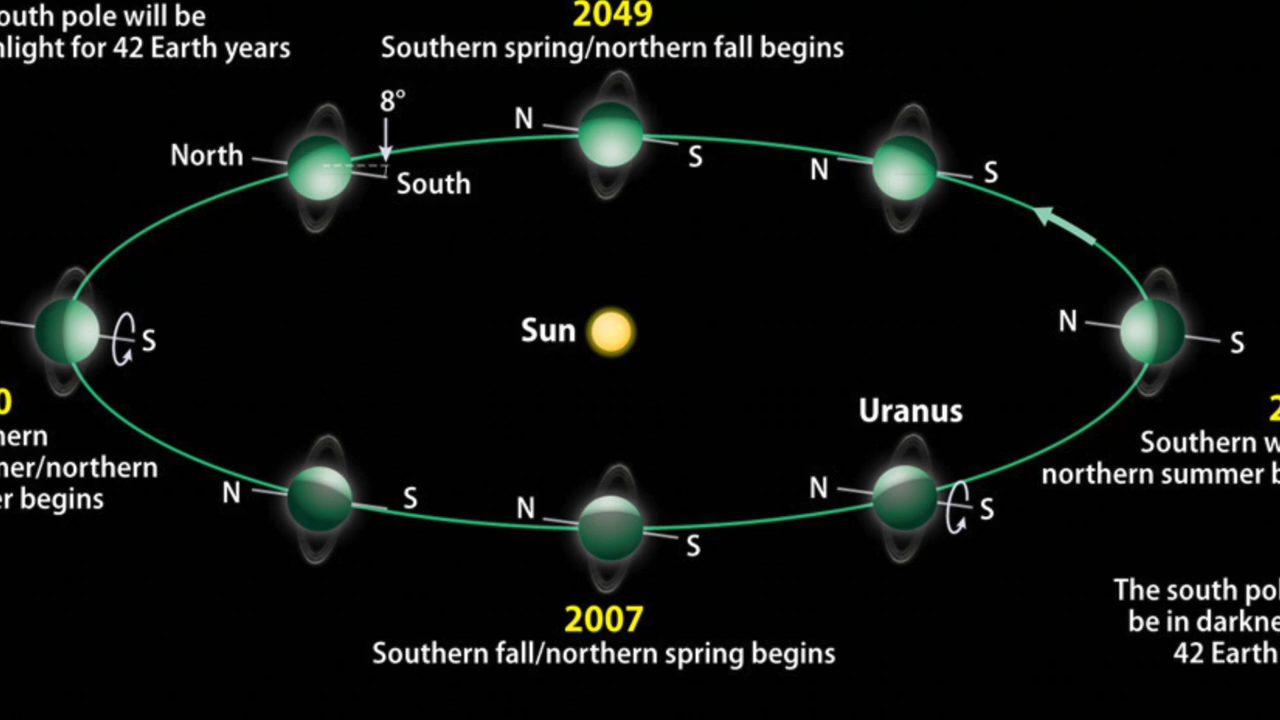 outh pole will be
nlight for 42 Earth years
2049
Southern spring/northern fall begins
8°
North
South
N
S
N
S
S
Sun
N
S
Uranus
0
nern
ner/northern
r begins
2
Southern w
northern summer b
N
S
N
S
N
S
2007
Southern fall/northern spring begins
The south pol
be in darkne
42 Earth